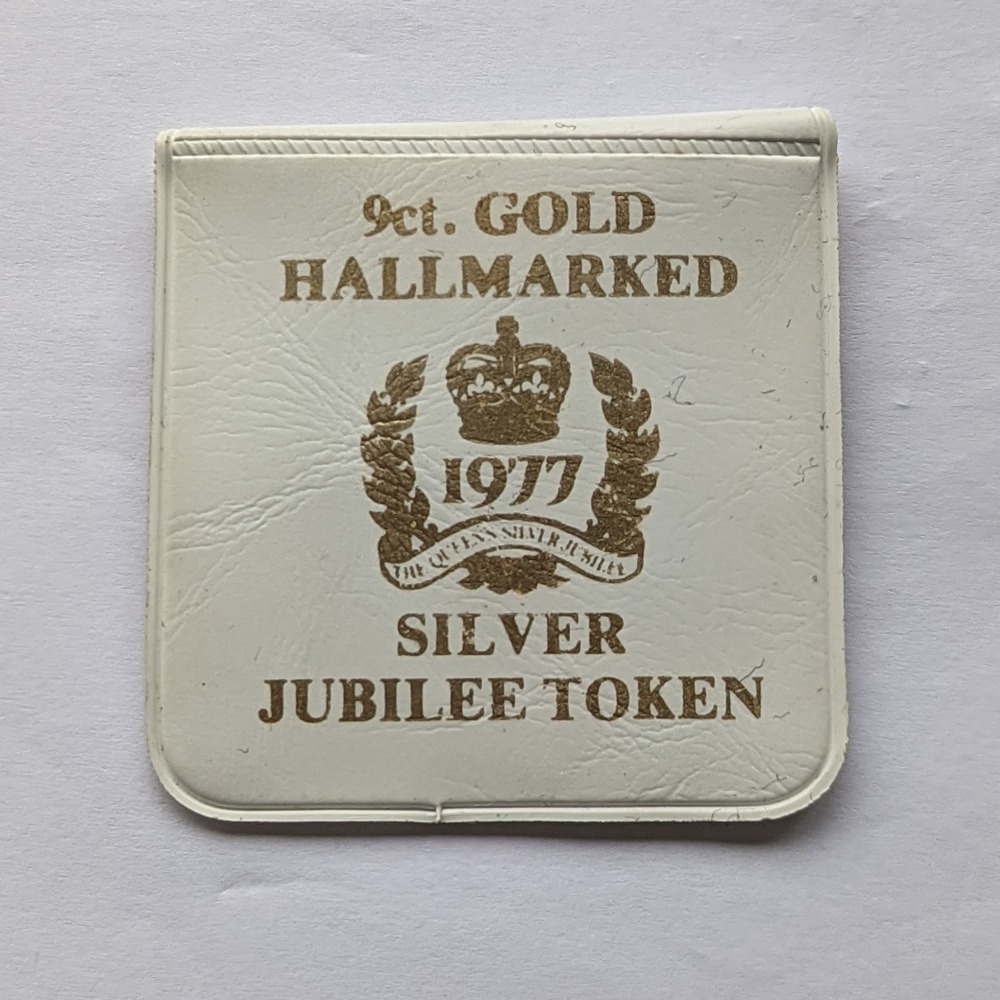 9ct. GOLD
HALLMARKED
1977
THE QUEEN'S SILVER JUBILEE
SILVER
JUBILEE TOKEN